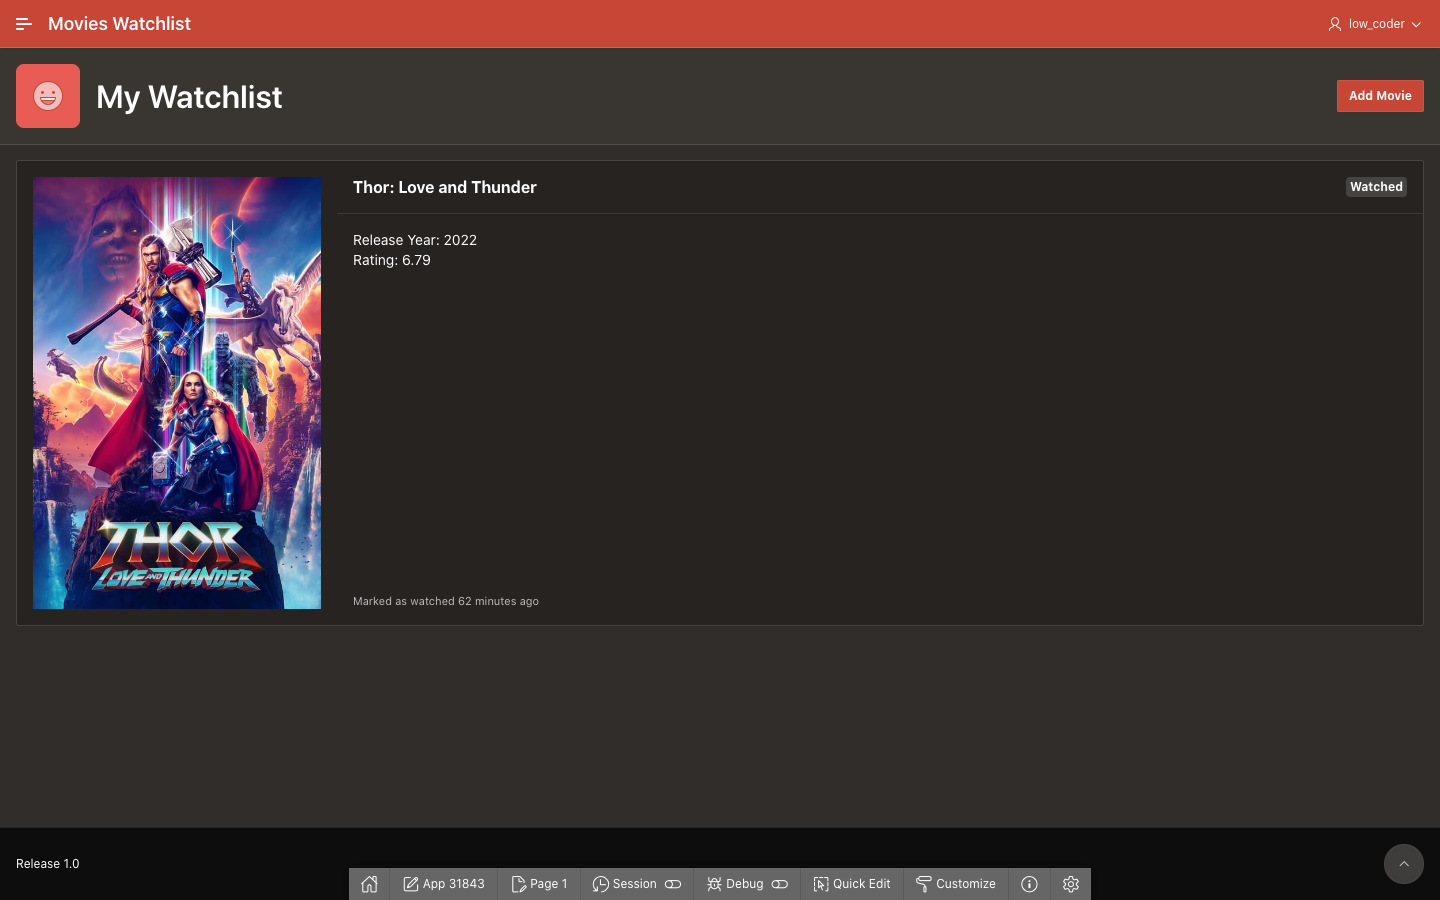 Movies Watchlist
low_coder
My Watchlist
Add Movie
Thor: Love and Thunder
Watched
Release Year: 2022
Rating: 6.79
THOR
LOVE AND THUNDER
Marked as watched 62 minutes ago
Release 1.0
App 31843
Page 1
Session
Debug
Quick Edit
Customize